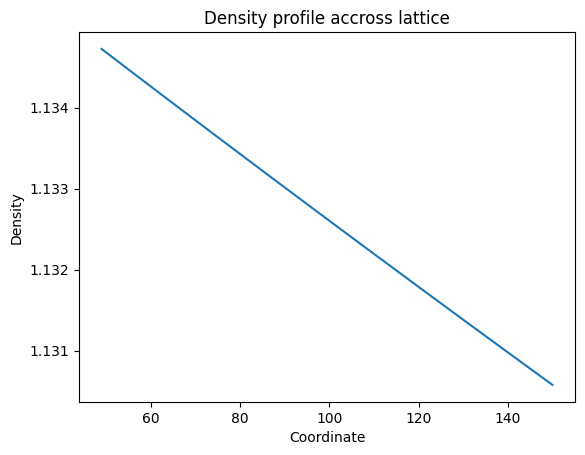 Density profile accross lattice
Density
1.134
1.133
1.132
1.131
60 80 100 120 140
Coordinate